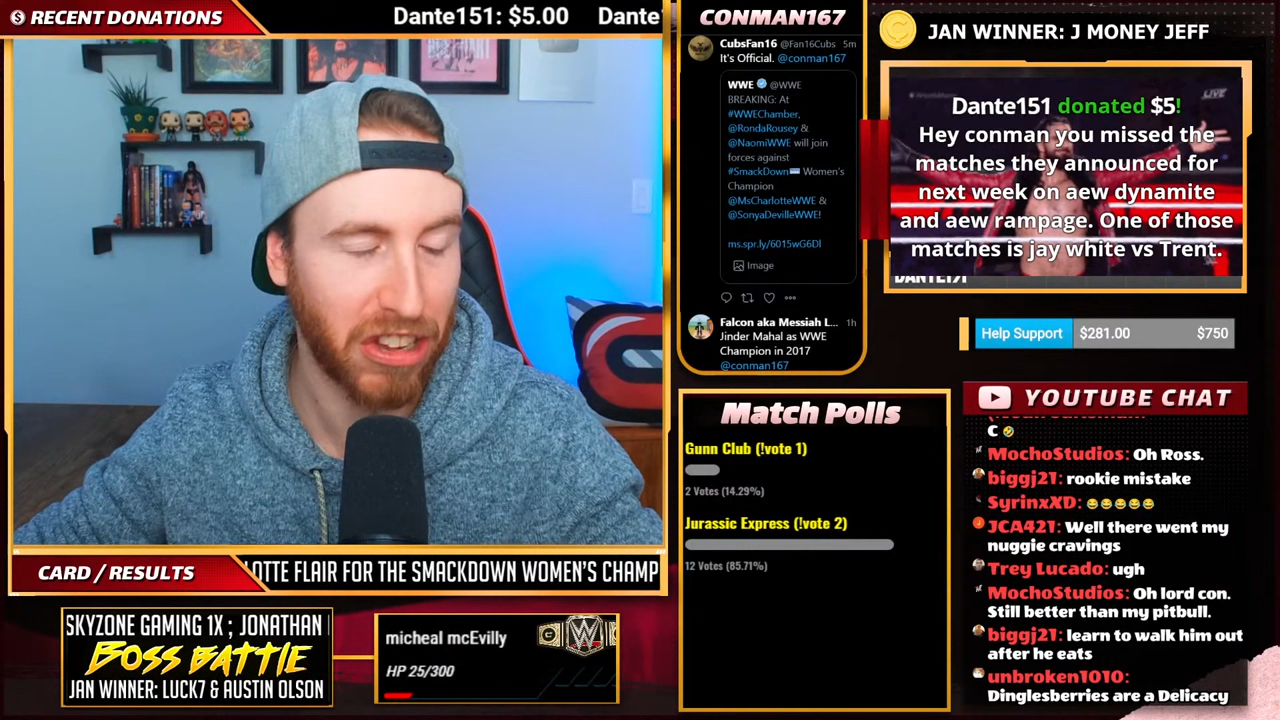 RECENT DONATIONS
Dante151: $5.00 Dante
CONMAN167
CubsFan16 @Fan16Cubs 5m
It's Official. @conman167
WWE @WWE
BREAKING: At
#WWEChamber,
@RondaRousey &
@NaomiWWE will join
forces against
#SmackDown Women's
Champion
@MsCharlotteWWE &
@SonyaDevilleWWE!
ms.spr.ly/6015wG6Dl
Image
Falcon aka Messiah L... 1h
Jinder Mahal as WWE
Champion in 2017
@conman167
JAN WINNER: J MONEY JEFF
LIVE
Dante151 donated $5!
Hey conman you missed the
matches they announced for
next week on aew dynamite
and aew rampage. One of those
matches is jay white vs Trent.
DANTE151
Help Support $281.00 $750
Match Polls
Gunn Club (!vote 1)
2 Votes (14.29%)
Jurassic Express (!vote 2)
12 Votes (85.71%)
YOUTUBE CHAT
C
MochoStudios: Oh Ross.
biggj21: rookie mistake
SyrinxXD:
JCA421: Well there went my
nuggie cravings
Trey Lucado: ugh
MochoStudios: Oh lord con.
Still better than my pitbull.
biggj21: learn to walk him out
after he eats
unbroken1010:
Dinglesberries are a Delicacy
CARD / RESULTS
LOTTE FLAIR FOR THE SMACKDOWN WOMEN'S CHAMP
SKYZONE GAMING 1X ; JONATHAN
BOSS BATTLE
JAN WINNER: LUCK7 & AUSTIN OLSON
micheal mcEvilly
HP 25/300